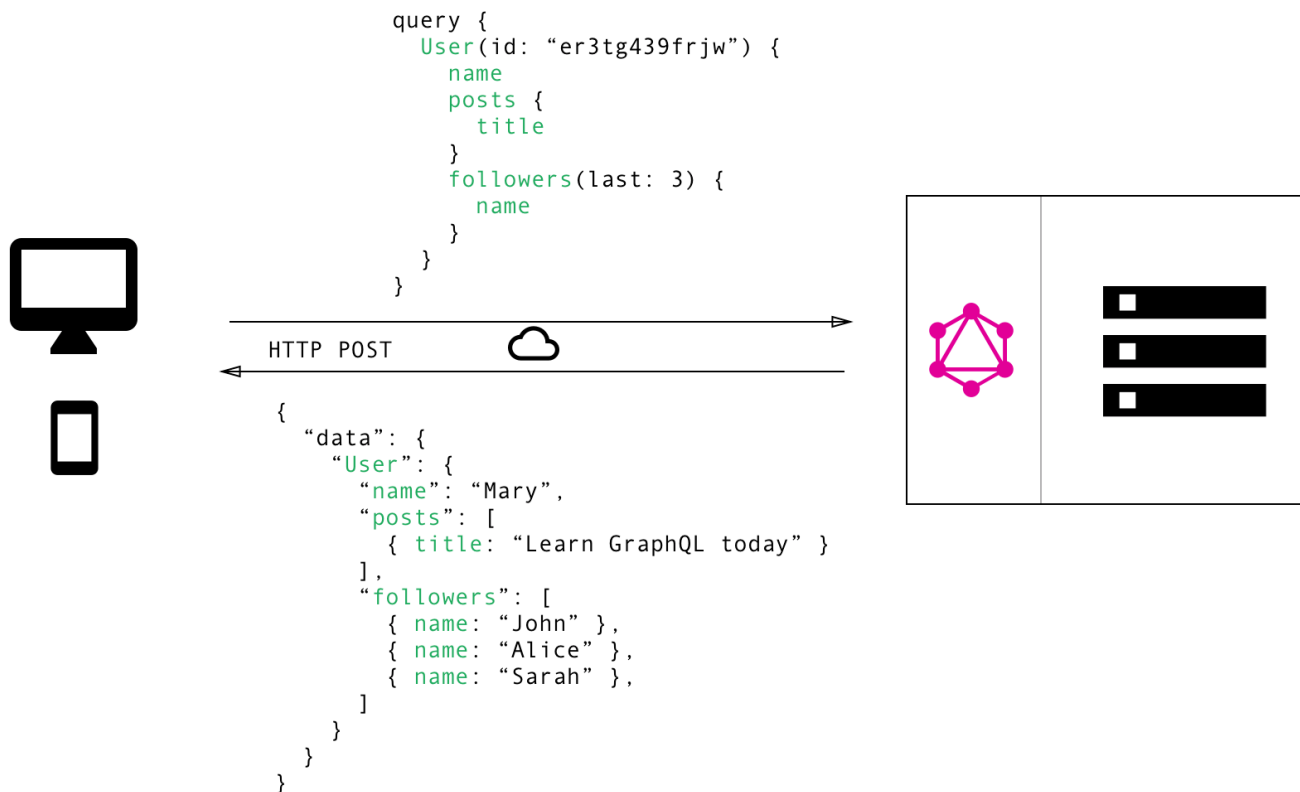 query {
  User(id: “er3tg439frjw”) {
    name
    posts {
      title
    }
    followers(last: 3) {
      name
    }
  }
}
HTTP POST
{
  “data”: {
    “User”: {
      “name”: “Mary”,
      “posts”: [
        { title: “Learn GraphQL today” }
      ],
      “followers”: [
        { name: “John” },
        { name: “Alice” },
        { name: “Sarah” },
      ]
    }
  }
}